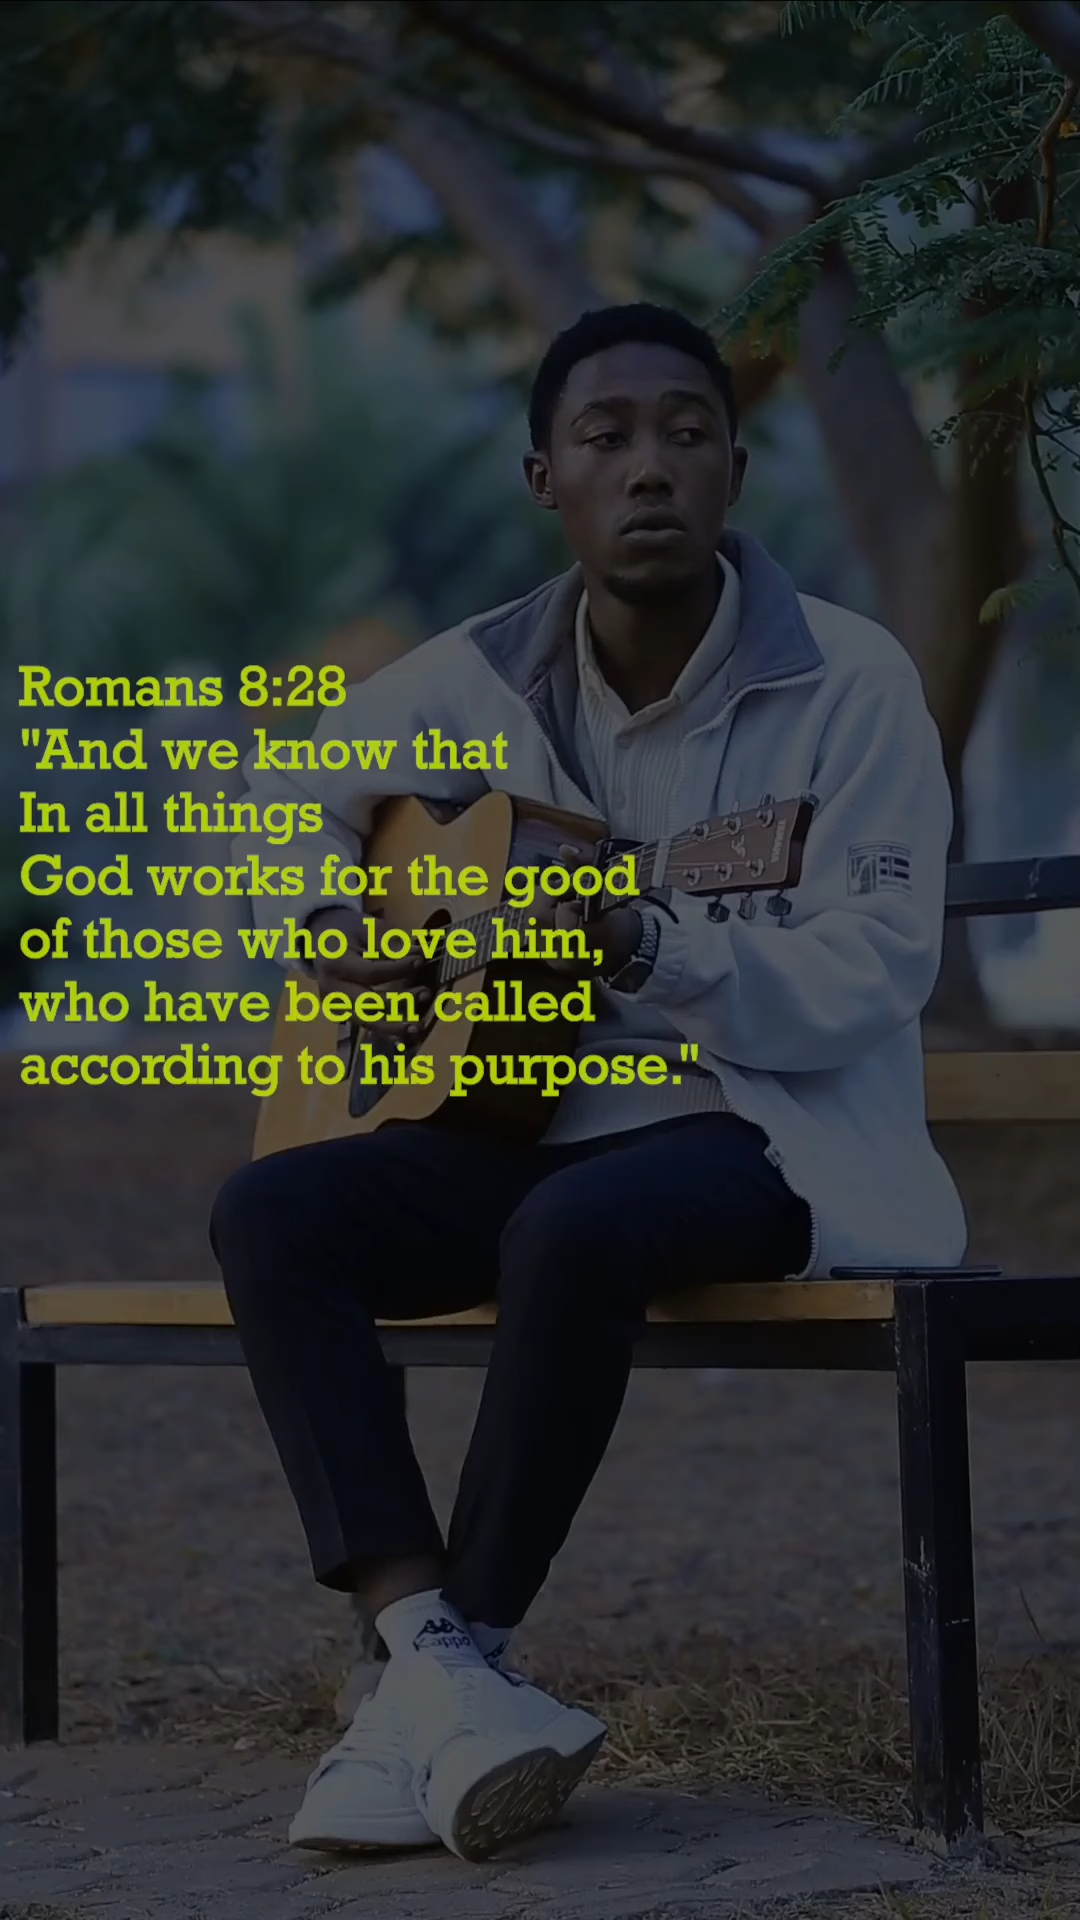 Romans 8:28
"And we know that
In all things
God works for the good
of those who love him,
who have been called
according to his purpose."
Kappa